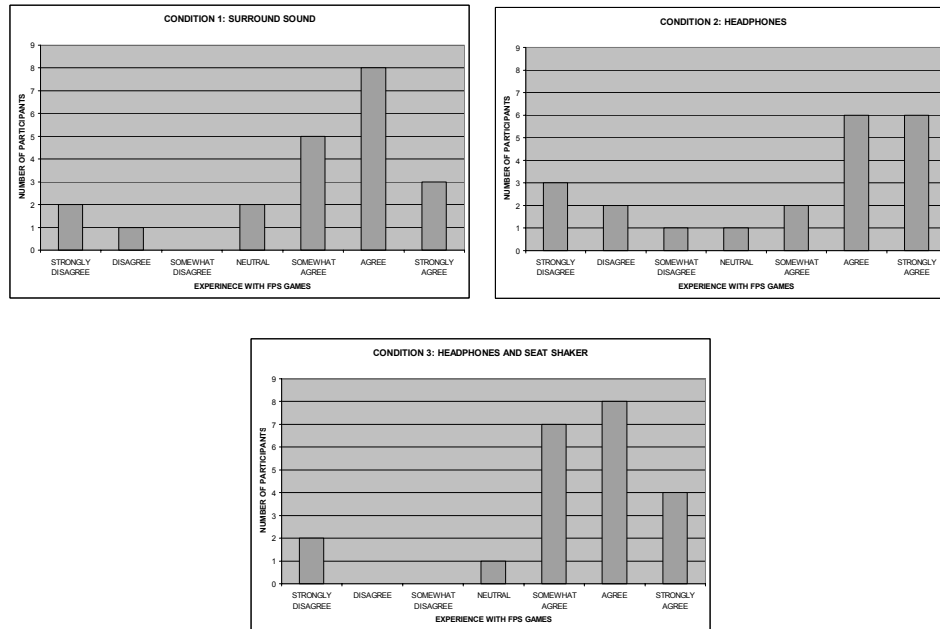 CONDITION 1: SURROUND SOUND
NUMBER OF PARTICIPANTS
9
8
7
6
5
4
3
2
1
0
STRONGLY DISAGREE
DISAGREE
SOMEWHAT DISAGREE
NEUTRAL
SOMEWHAT AGREE
AGREE
STRONGLY AGREE
EXPERINECE WITH FPS GAMES
CONDITION 2: HEADPHONES
NUMBER OF PARTICIPANTS
9
8
7
6
5
4
3
2
1
0
STRONGLY DISAGREE
DISAGREE
SOMEWHAT DISAGREE
NEUTRAL
SOMEWHAT AGREE
AGREE
STRONGLY AGREE
EXPERIENCE WITH FPS GAMES
CONDITION 3: HEADPHONES AND SEAT SHAKER
NUMBER OF PARTICIPANTS
9
8
7
6
5
4
3
2
1
0
STRONGLY DISAGREE
DISAGREE
SOMEWHAT DISAGREE
NEUTRAL
SOMEWHAT AGREE
AGREE
STRONGLY AGREE
EXPERIENCE WITH FPS GAMES